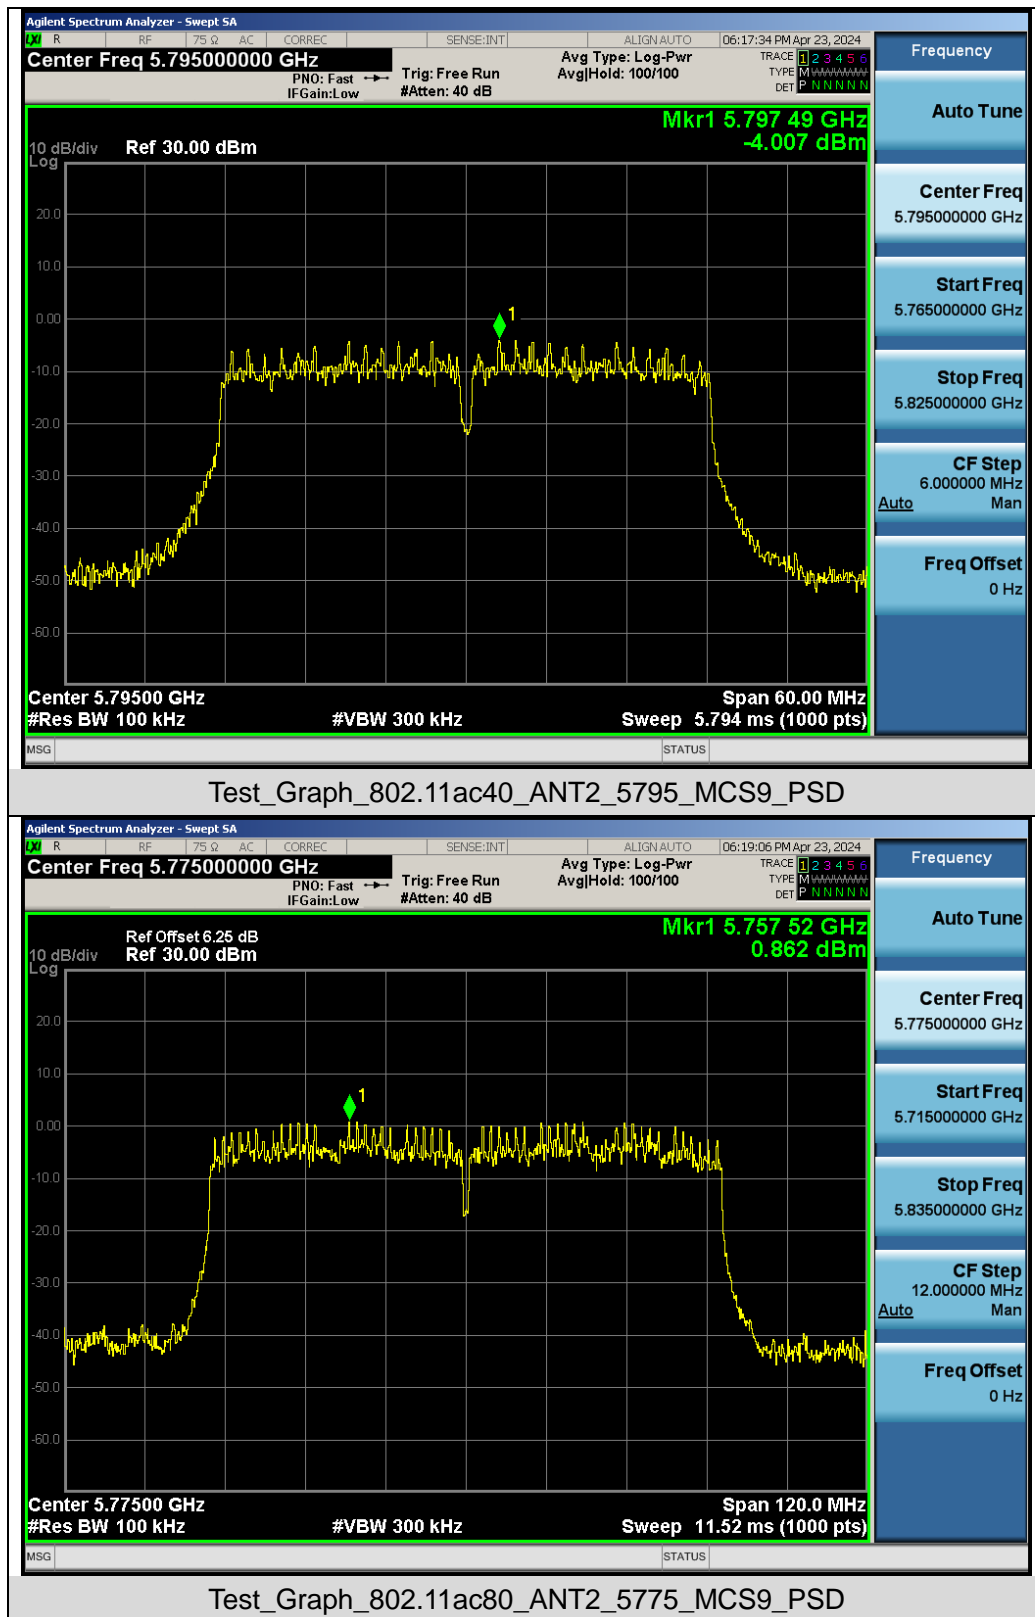 Agilent Spectrum Analyzer - Swept SA
LXI R RF 75 Ω AC CORREC SENSE:INT ALIGN AUTO 06:17:34 PM Apr 23, 2024
Center Freq 5.795000000 GHz
PNO: Fast
IFGain:Low
Trig: Free Run
#Atten: 40 dB
Avg Type: Log-Pwr
Avg|Hold: 100/100
TRACE 1 2 3 4 5 6
TYPE M
DET P N N N N N
Mkr1 5.797 49 GHz
-4.007 dBm
10 dB/div Ref 30.00 dBm
Log
20.0
10.0
0.00
-10.0
-20.0
-30.0
-40.0
-50.0
-60.0
1
Center 5.79500 GHz Span 60.00 MHz
#Res BW 100 kHz #VBW 300 kHz Sweep 5.794 ms (1000 pts)
MSG STATUS
Frequency
Auto Tune
Center Freq
5.795000000 GHz
Start Freq
5.765000000 GHz
Stop Freq
5.825000000 GHz
CF Step
6.000000 MHz
Auto Man
Freq Offset
0 Hz
Test_Graph_802.11ac40_ANT2_5795_MCS9_PSD
Agilent Spectrum Analyzer - Swept SA
LXI R RF 75 Ω AC CORREC SENSE:INT ALIGN AUTO 06:19:06 PM Apr 23, 2024
Center Freq 5.775000000 GHz
PNO: Fast
IFGain:Low
Trig: Free Run
#Atten: 40 dB
Avg Type: Log-Pwr
Avg|Hold: 100/100
TRACE 1 2 3 4 5 6
TYPE M
DET P N N N N N
Mkr1 5.757 52 GHz
0.862 dBm
Ref Offset 6.25 dB
10 dB/div Ref 30.00 dBm
Log
20.0
10.0
0.00
-10.0
-20.0
-30.0
-40.0
-50.0
-60.0
1
Center 5.77500 GHz Span 120.0 MHz
#Res BW 100 kHz #VBW 300 kHz Sweep 11.52 ms (1000 pts)
MSG STATUS
Frequency
Auto Tune
Center Freq
5.775000000 GHz
Start Freq
5.715000000 GHz
Stop Freq
5.835000000 GHz
CF Step
12.000000 MHz
Auto Man
Freq Offset
0 Hz
Test_Graph_802.11ac80_ANT2_5775_MCS9_PSD